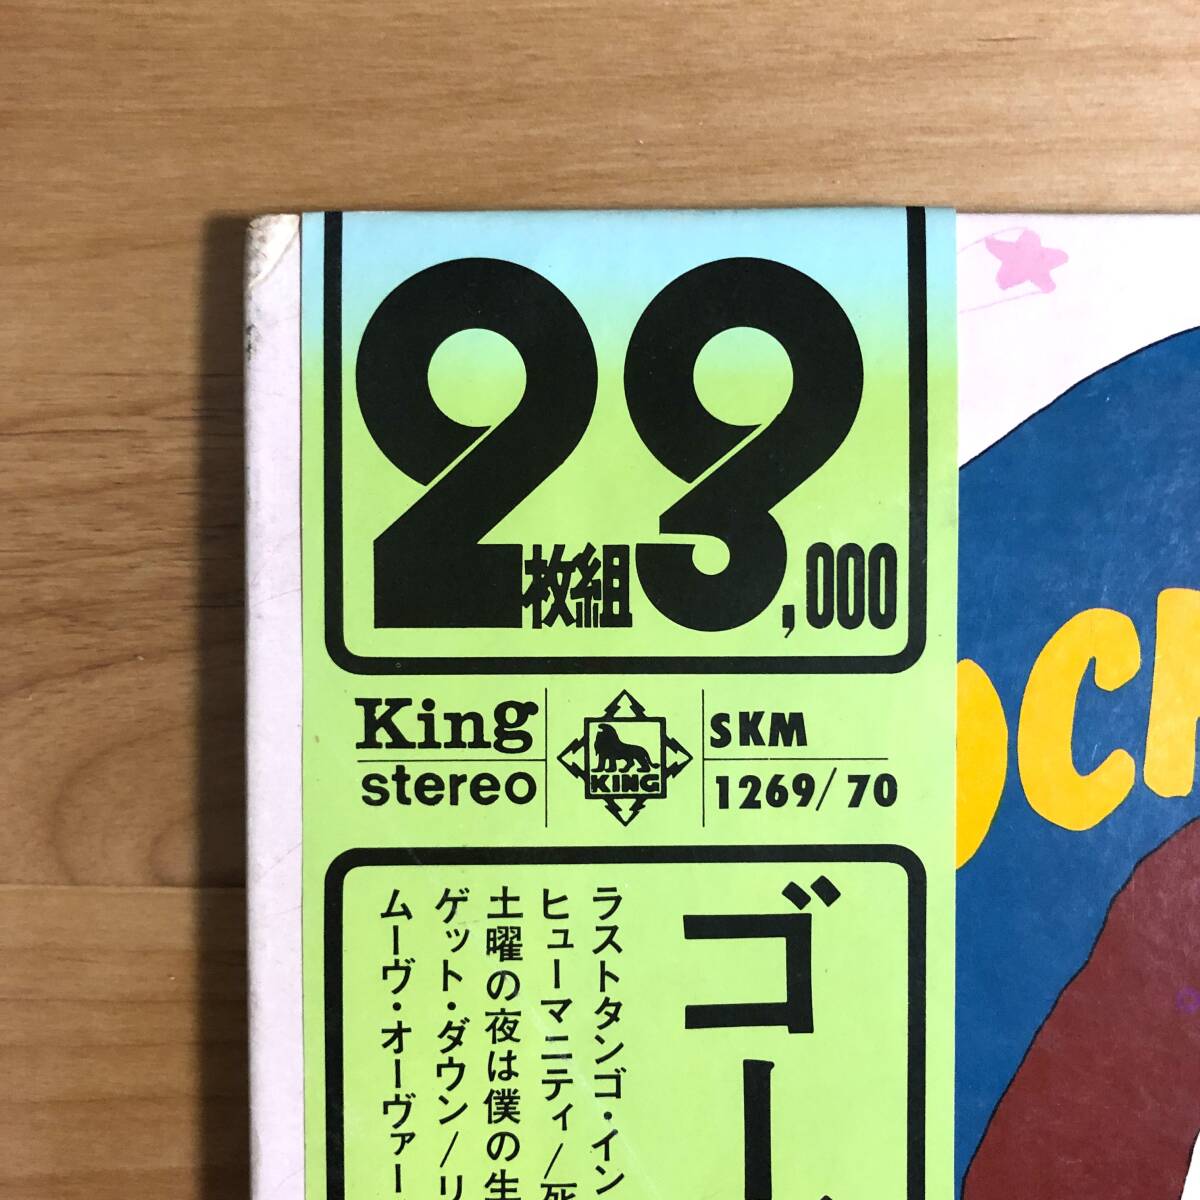 2枚組 3,000
King
stereo
KING
SKM
1269/70
ゴー
ラストタンゴ・イン
ヒューマニティ/死
土曜の夜は僕の生
ゲット・ダウン/リ
ムーヴ・オーヴァー